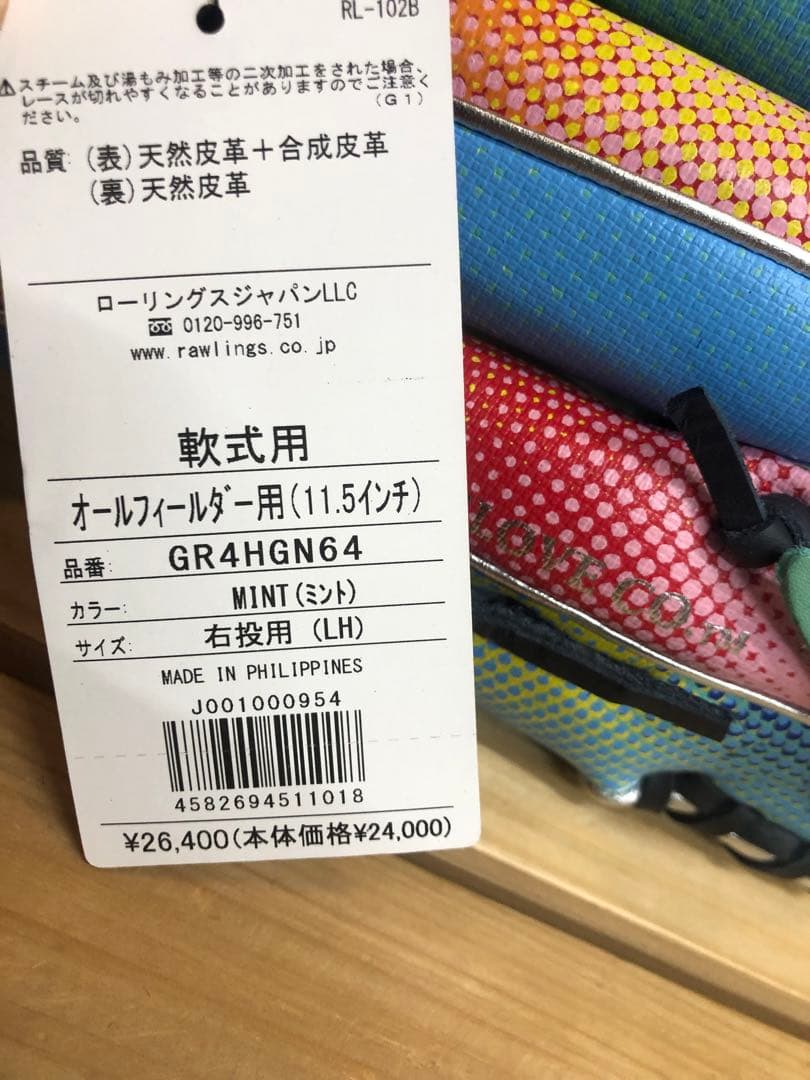 RL-102B
⚠スチーム及び湯もみ加工等の二次加工をされた場合、
レースが切れやすくなることがありますのでご注意く
ださい。 (G1)
品質: (表)天然皮革+合成皮革
(裏)天然皮革
ローリングスジャパンLLC
0120-996-751
www.rawlings.co.jp
軟式用
オールフィールダー用(11.5インチ)
品番: GR4HGN64
カラー: MINT(ミント)
サイズ: 右投用 (LH)
MADE IN PHILIPPINES
J001000954
4582694511018
¥26,400(本体価格¥24,000)
LOVE CO.